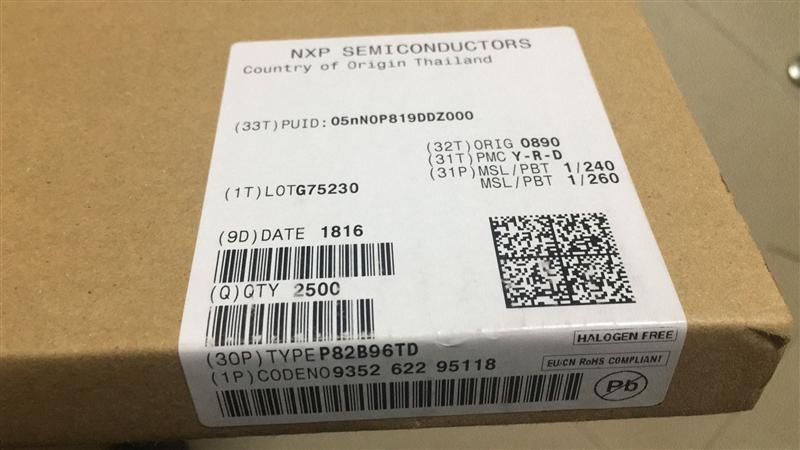 NXP SEMICONDUCTORS
Country of Origin Thailand
(33T)PUID:05nN0P819DDZ000
(32T)ORIG 0890
(31T)PMC Y-R-D
(31P)MSL/PBT 1/240
MSL/PBT 1/260
(1T)LOTG75230
(9D)DATE 1816
(Q)QTY 2500
(30P)TYPEP82B96TD
(1P)CODENO9352 622 95118
HALOGEN FREE
EU/CN RoHS COMPLIANT
Pb